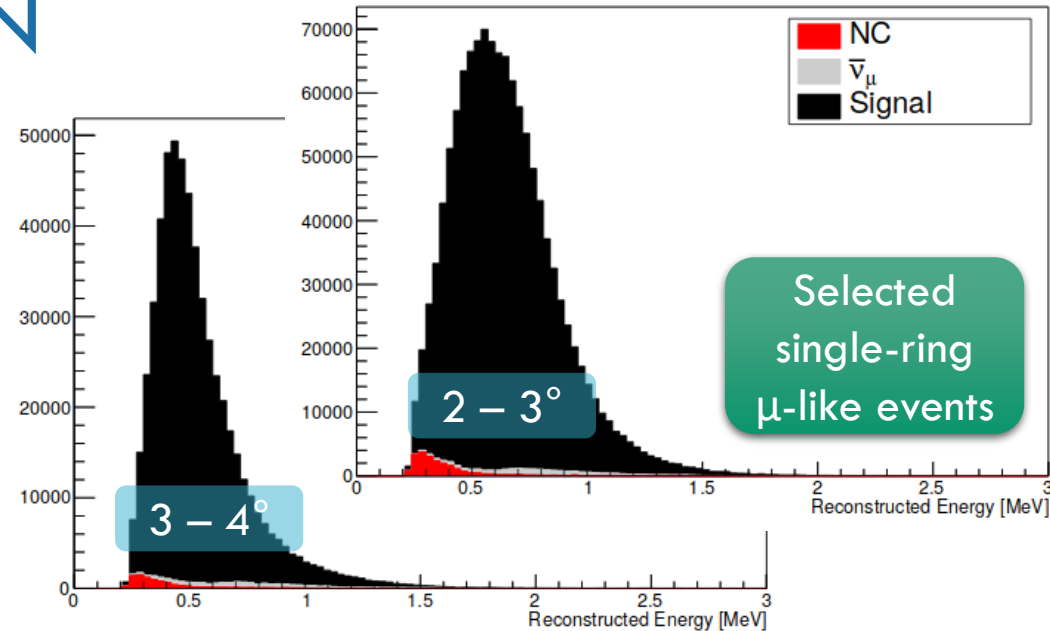 70000
60000
50000
40000
30000
20000
10000
0
0 0.5 1 1.5 2 2.5 3
Reconstructed Energy [MeV]
NC
ν̅μ
Signal
2 – 3°
Selected
single-ring
μ-like events
50000
40000
30000
20000
10000
0
0 0.5 1 1.5 2 2.5 3
Reconstructed Energy [MeV]
3 – 4°